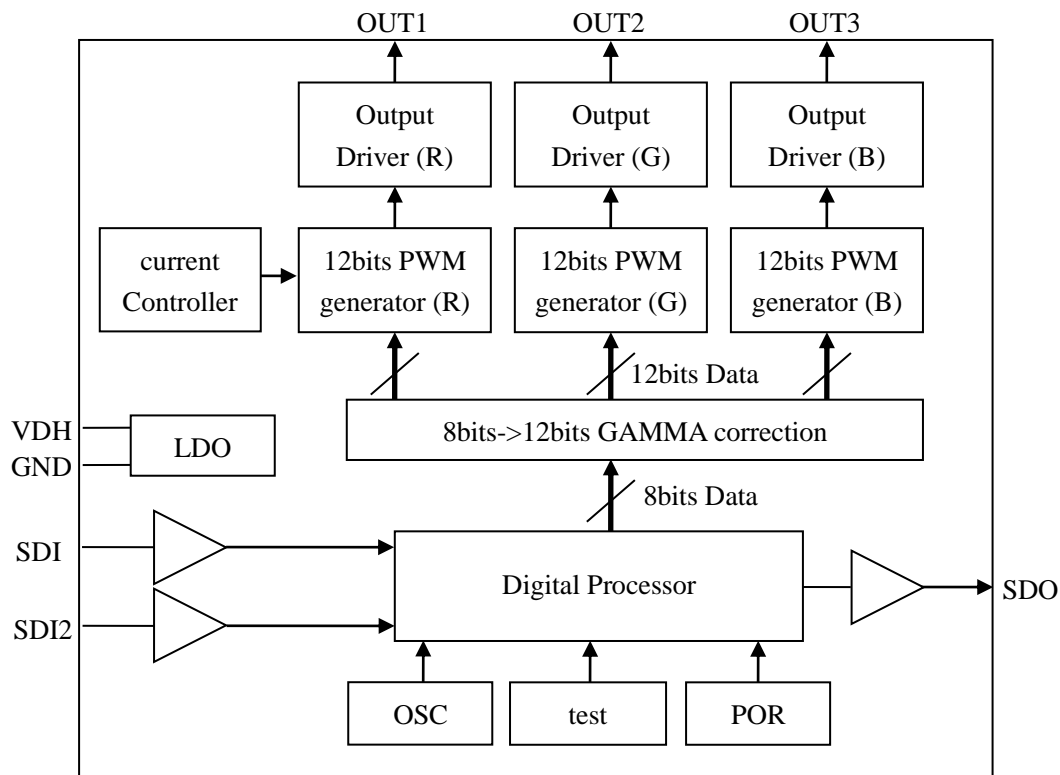 OUT1
OUT2
OUT3
Output
Driver (R)
Output
Driver (G)
Output
Driver (B)
current
Controller
12bits PWM
generator (R)
12bits PWM
generator (G)
12bits PWM
generator (B)
12bits Data
VDH
GND
LDO
8bits->12bits GAMMA correction
8bits Data
SDI
SDI2
Digital Processor
SDO
OSC
test
POR